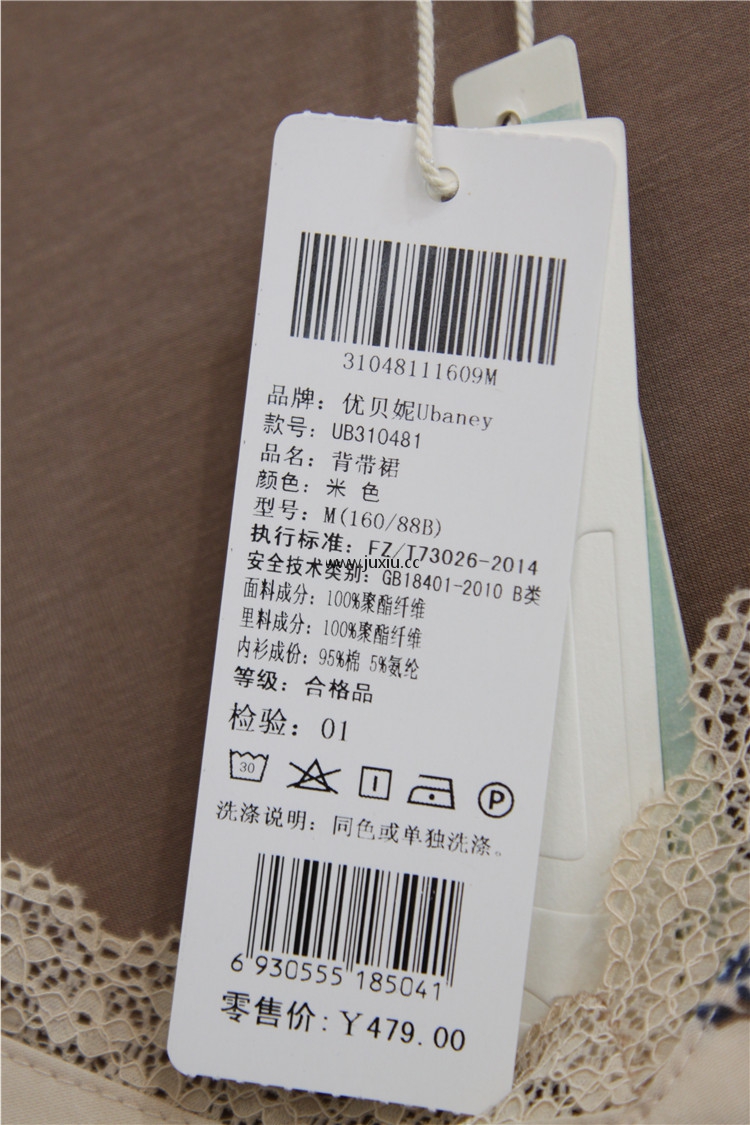 31048111609M
品牌：优贝妮Ubaney
款号：UB310481
品名：背带裙
颜色：米 色
型号：M(160/88B)
执行标准：FZ/T73026-2014
www.juxiu.cc
安全技术类别：GB18401-2010 B类
面料成分：100%聚酯纤维
里料成分：100%聚酯纤维
内衫成份：95%棉 5%氨纶
等级：合格品
检验：01
30
P
洗涤说明：同色或单独洗涤。
6 930555 185041
零售价：Y479.00